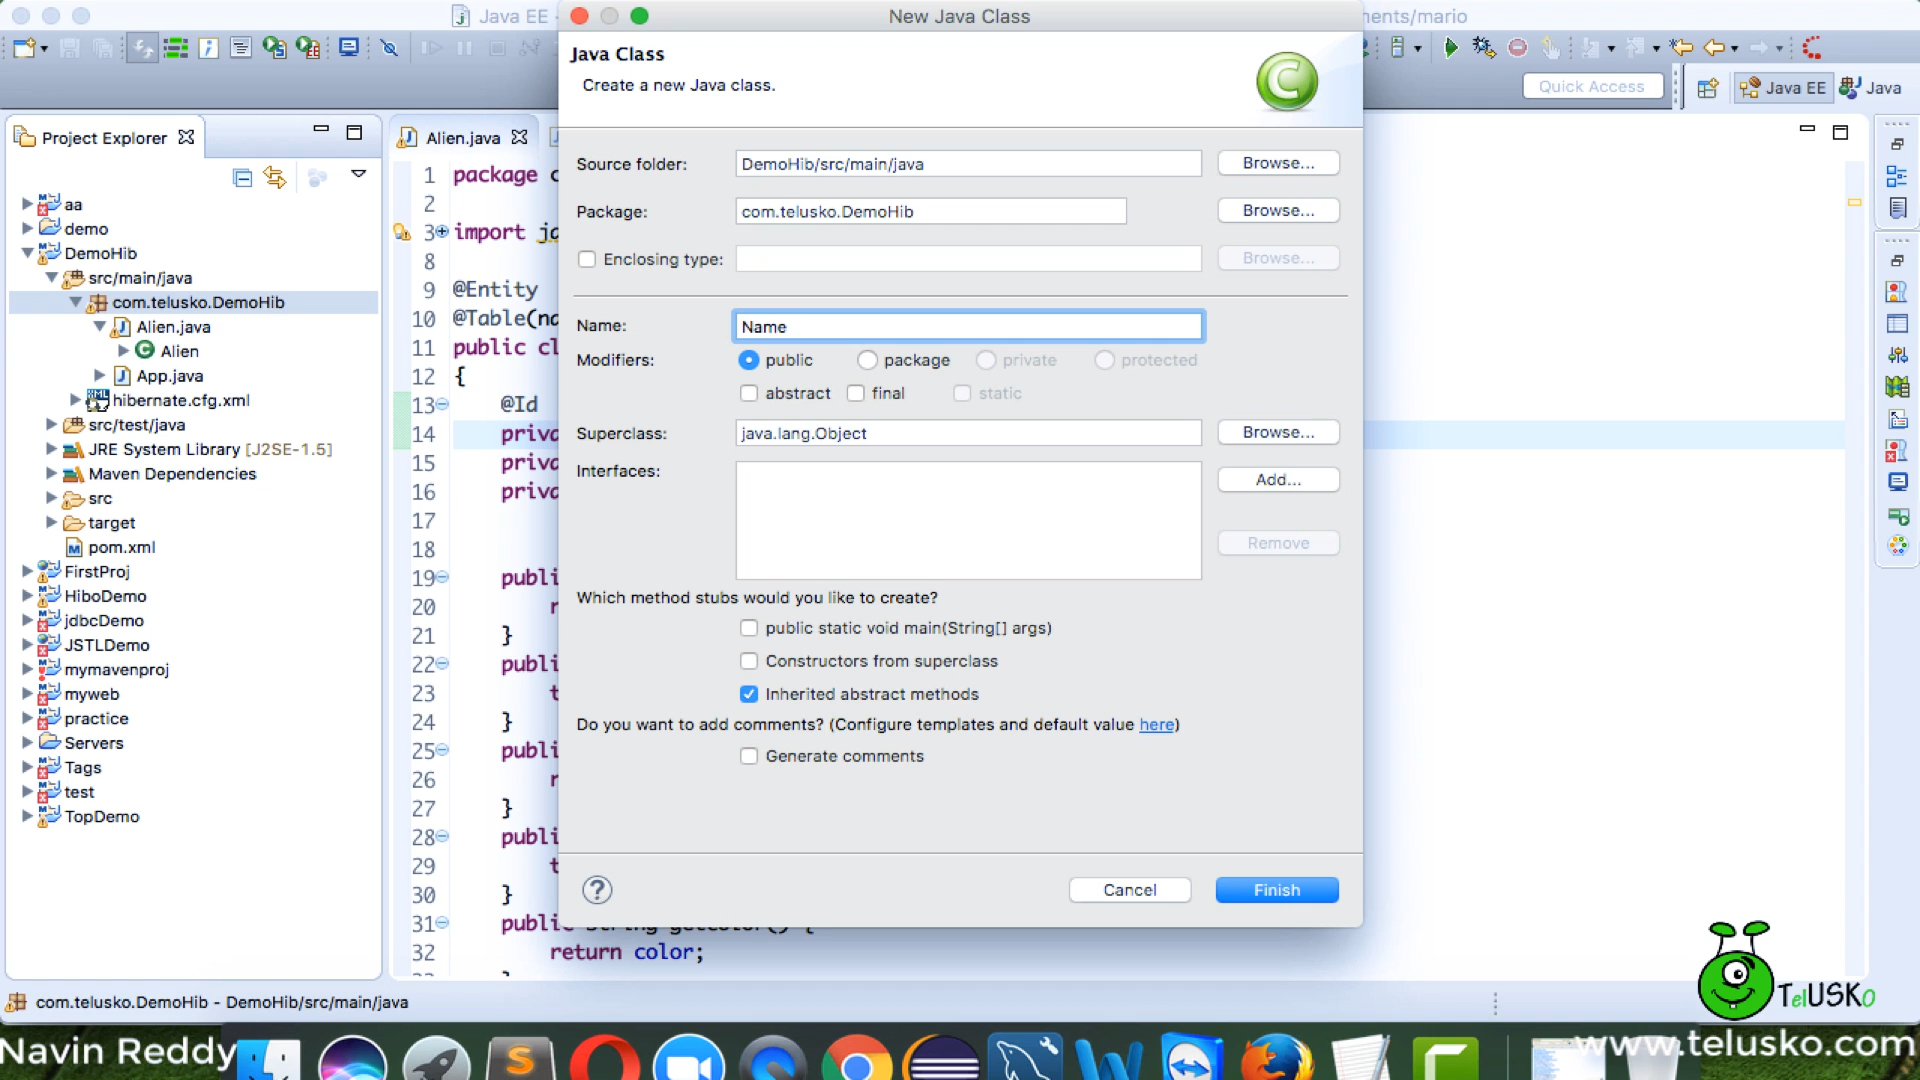 Java EE -
New Java Class
ents/mario
Java Class
Create a new Java class.
Quick Access
Java EE
Java
Project Explorer
Alien.java
Source folder:
DemoHib/src/main/java
Browse...
Package:
com.telusko.DemoHib
Browse...
Enclosing type:
Browse...
Name:
Name
Modifiers:
public
package
private
protected
abstract
final
static
Superclass:
java.lang.Object
Browse...
Interfaces:
Add...
Remove
Which method stubs would you like to create?
public static void main(String[] args)
Constructors from superclass
Inherited abstract methods
Do you want to add comments? (Configure templates and default value here)
Generate comments
Cancel
Finish
aa
demo
DemoHib
src/main/java
com.telusko.DemoHib
Alien.java
Alien
App.java
hibernate.cfg.xml
src/test/java
JRE System Library [J2SE-1.5]
Maven Dependencies
src
target
pom.xml
FirstProj
HiboDemo
jdbcDemo
JSTLDemo
mymavenproj
myweb
practice
Servers
Tags
test
TopDemo
1 package c
2
3 import ja
8
9 @Entity
10 @Table(na
11 public cl
12 {
13 @Id
14 priva
15 priva
16 priva
17
18
19 publi
20 r
21 }
22 publi
23 t
24 }
25 publi
26 r
27 }
28 publi
29 t
30 }
31 public String getColor() {
32 return color;
com.telusko.DemoHib - DemoHib/src/main/java
TelUSKO
Navin Reddy
www.telusko.com